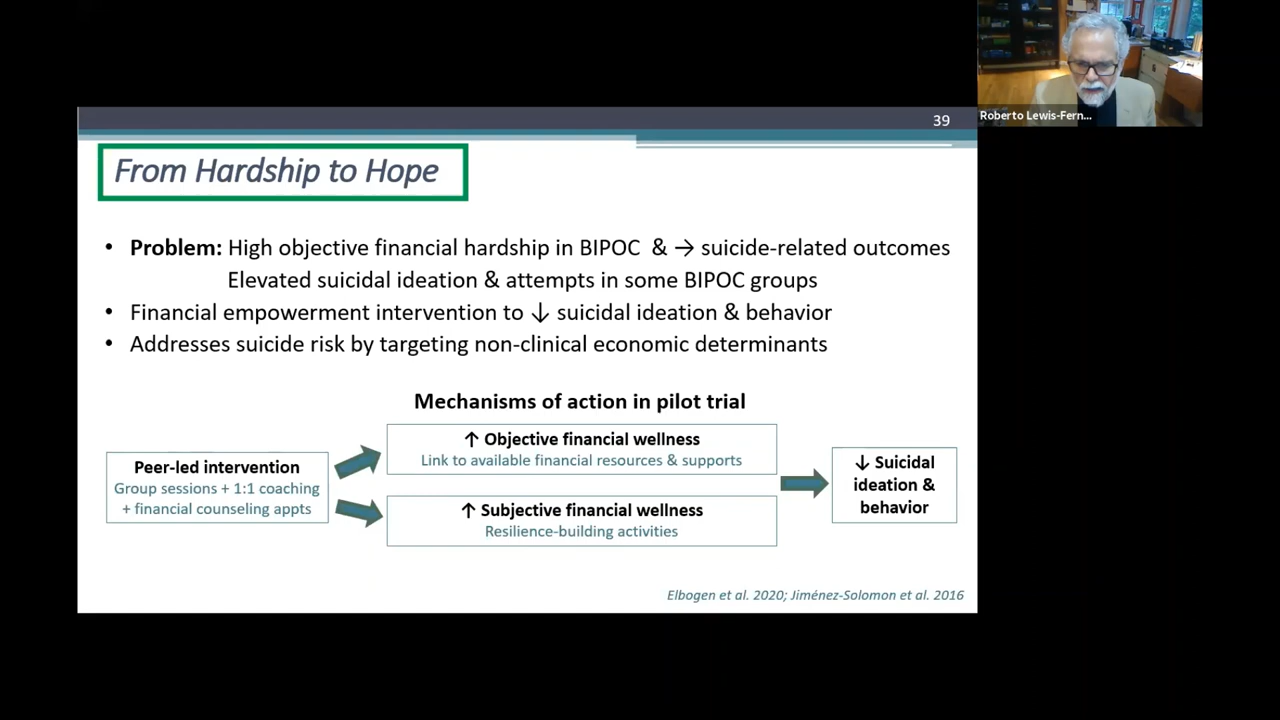 39
Roberto Lewis-Fern...
From Hardship to Hope
• Problem: High objective financial hardship in BIPOC & → suicide-related outcomes
Elevated suicidal ideation & attempts in some BIPOC groups
• Financial empowerment intervention to ↓ suicidal ideation & behavior
• Addresses suicide risk by targeting non-clinical economic determinants
Mechanisms of action in pilot trial
Peer-led intervention
Group sessions + 1:1 coaching
+ financial counseling appts
↑ Objective financial wellness
Link to available financial resources & supports
↑ Subjective financial wellness
Resilience-building activities
↓ Suicidal
ideation &
behavior
Elbogen et al. 2020; Jiménez-Solomon et al. 2016